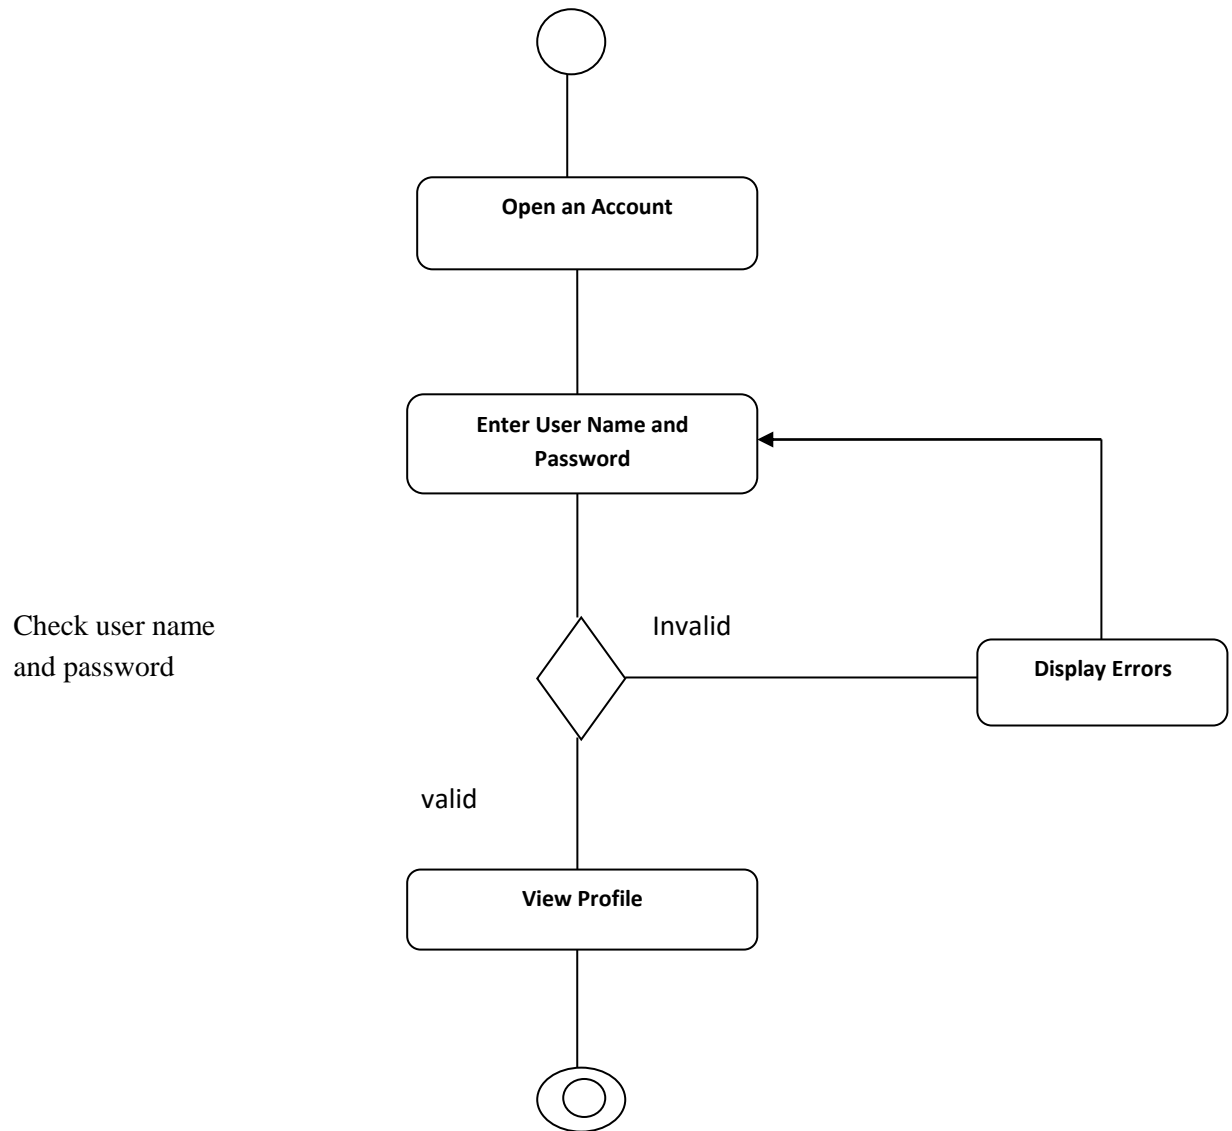 Open an Account
Enter User Name and
Password
Check user name
and password
Invalid
Display Errors
valid
View Profile